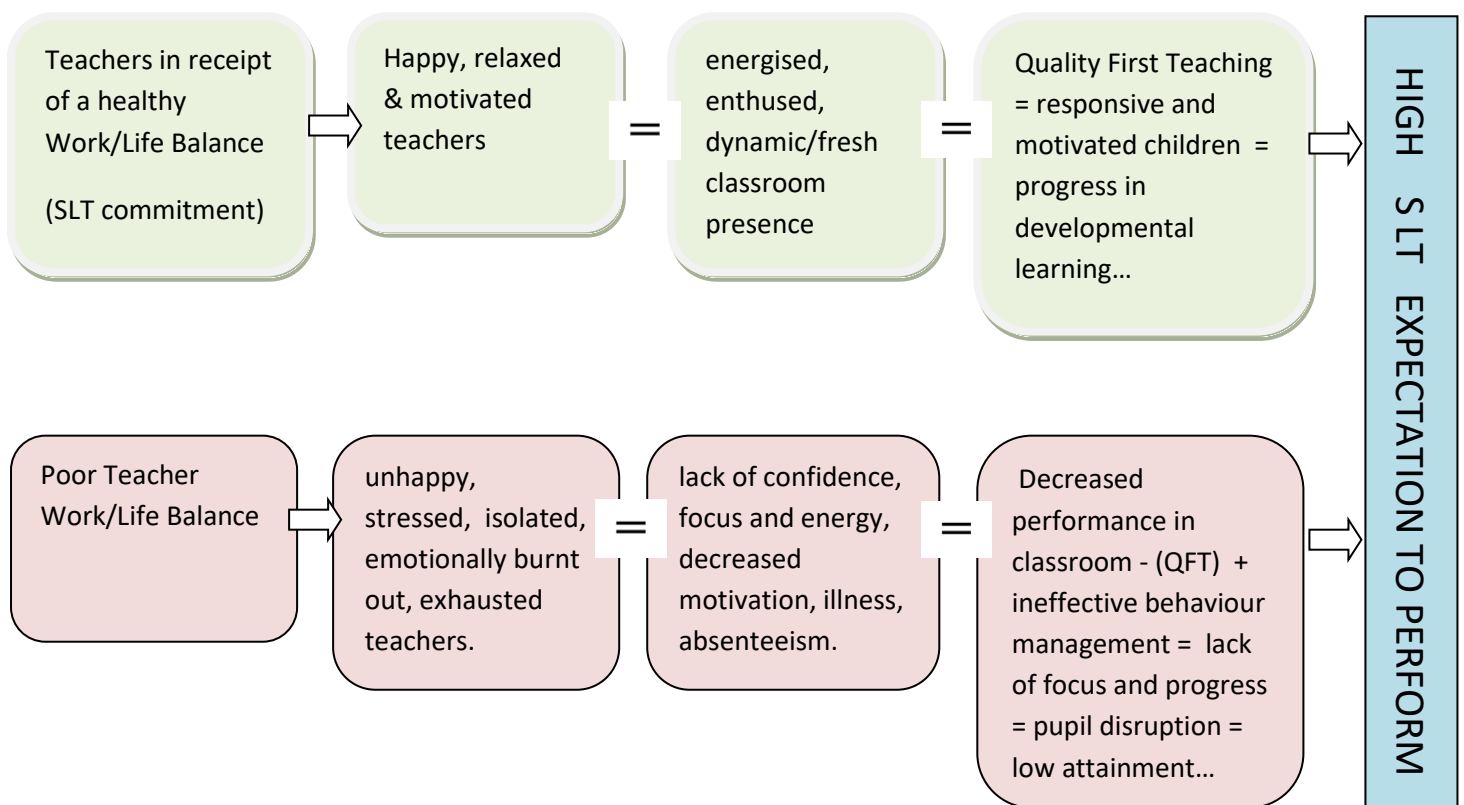 Teachers in receipt
of a healthy
Work/Life Balance
(SLT commitment)
Happy, relaxed
& motivated
teachers
=
energised,
enthused,
dynamic/fresh
classroom
presence
=
Quality First Teaching
= responsive and
motivated children =
progress in
developmental
learning…
Poor Teacher
Work/Life Balance
unhappy,
stressed, isolated,
emotionally burnt
out, exhausted
teachers.
=
lack of confidence,
focus and energy,
decreased
motivation, illness,
absenteeism.
=
Decreased
performance in
classroom - (QFT) +
ineffective behaviour
management = lack
of focus and progress
= pupil disruption =
low attainment…
HIGH SLT EXPECTATION TO PERFORM